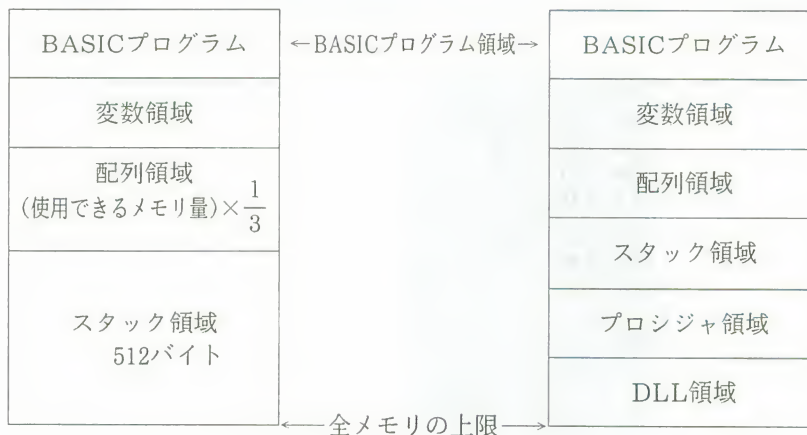 BASICプログラム
変数領域
配列領域
(使用できるメモリ量)×1/3
スタック領域
512バイト
←BASICプログラム領域→
←全メモリの上限→
BASICプログラム
変数領域
配列領域
スタック領域
プロシジャ領域
DLL領域